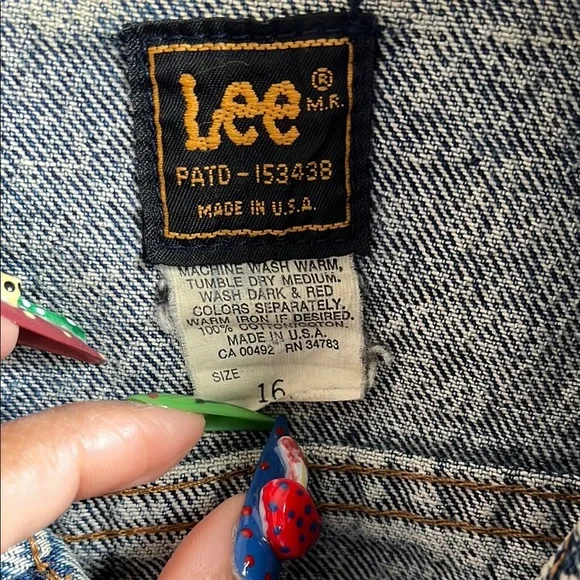 Lee ®
M.R.
PATD-153438
MADE IN U.S.A.
MACHINE WASH WARM,
TUMBLE DRY MEDIUM.
WASH DARK & RED
COLORS SEPARATELY.
WARM IRON IF DESIRED.
100% COTTON/COTON.
MADE IN U.S.A.
CA 00492 RN 34783
SIZE
16